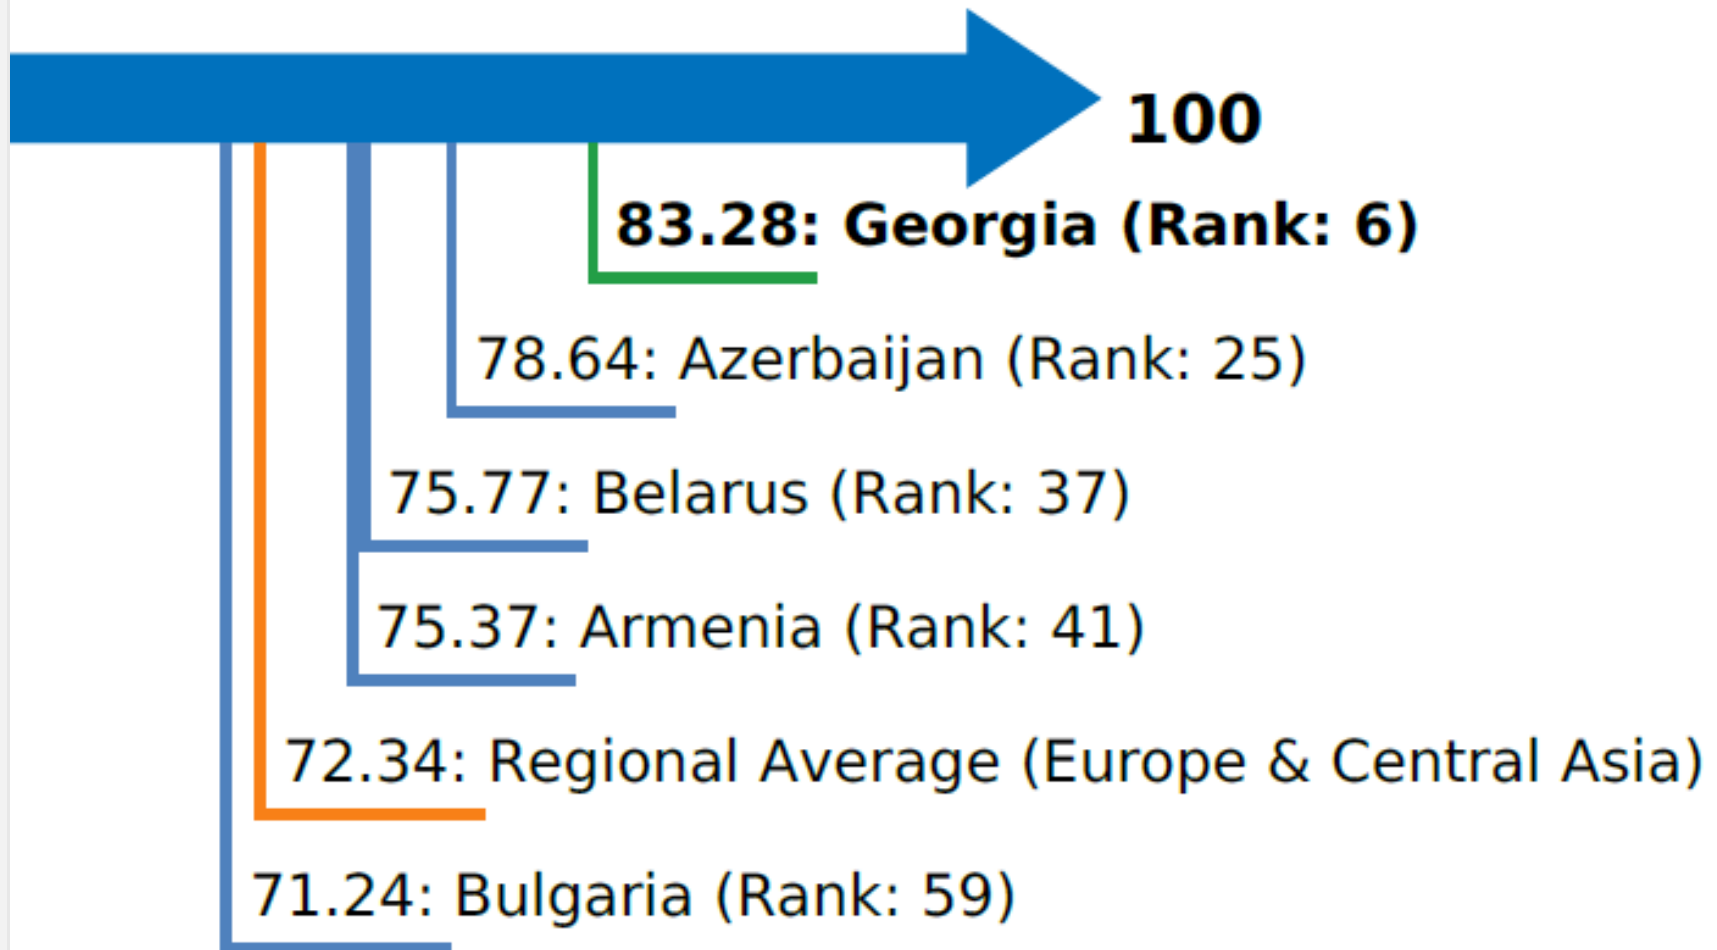 100
83.28: Georgia (Rank: 6)
78.64: Azerbaijan (Rank: 25)
75.77: Belarus (Rank: 37)
75.37: Armenia (Rank: 41)
72.34: Regional Average (Europe & Central Asia)
71.24: Bulgaria (Rank: 59)